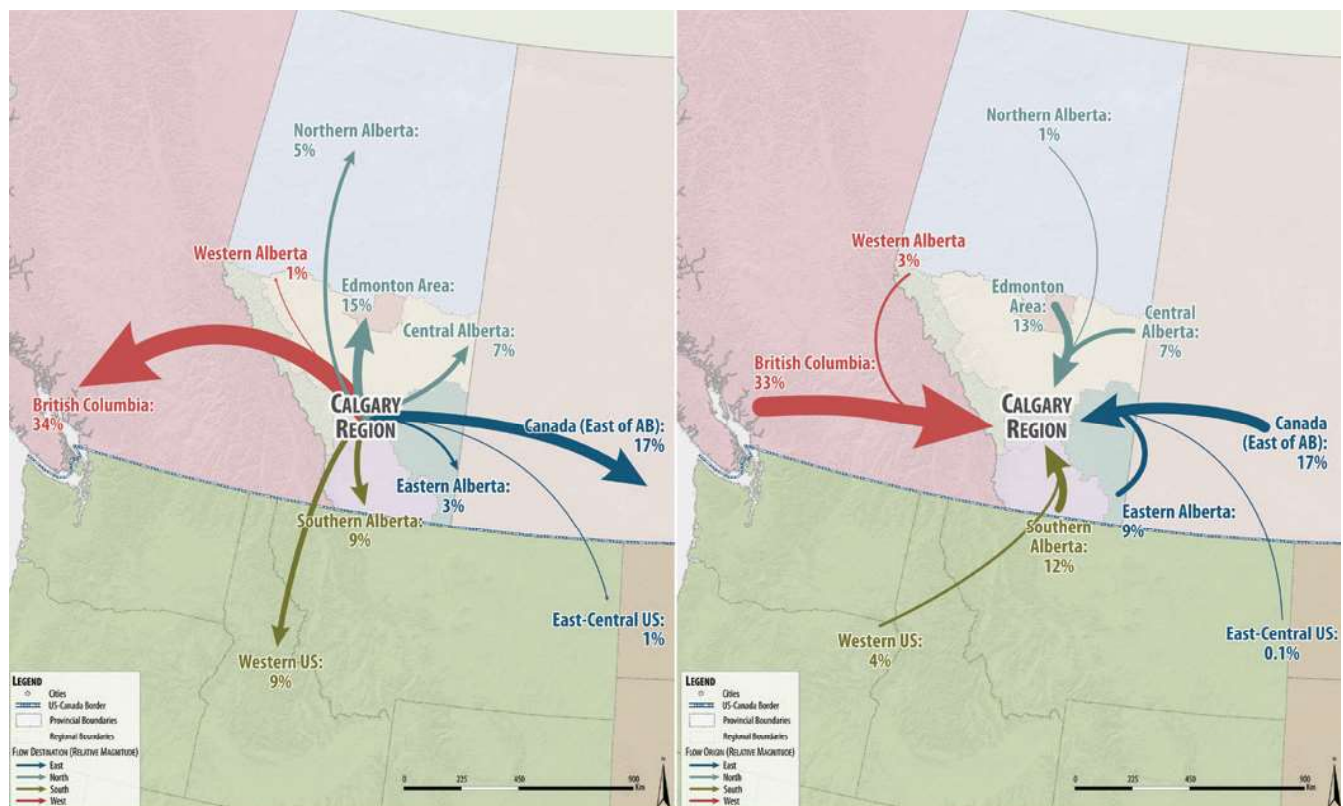 Northern Alberta:
5%
Western Alberta
1%
Edmonton Area:
15%
Central Alberta:
7%
British Columbia:
34%
CALGARY
REGION
Canada (East of AB):
17%
Eastern Alberta:
3%
Southern Alberta:
9%
East-Central US:
1%
Western US:
9%
LEGEND
Cities
US-Canada Border
Provincial Boundaries
Regional Boundaries
FLOW DESTINATION (RELATIVE MAGNITUDE)
East
North
South
West
0 225 450 900
Km
N
Northern Alberta:
1%
Western Alberta
3%
Edmonton
Area:
13%
Central
Alberta:
7%
British Columbia:
33%
CALGARY
REGION
Canada
(East of AB):
17%
Eastern Alberta:
9%
Southern
Alberta:
12%
East-Central US:
0.1%
Western US:
4%
LEGEND
Cities
US-Canada Border
Provincial Boundaries
Regional Boundaries
FLOW ORIGIN (RELATIVE MAGNITUDE)
East
North
South
West
0 225 450 900
Km
N